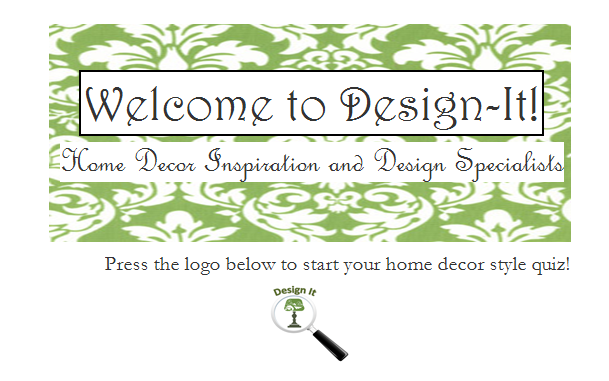 Welcome to Design-It!
Home Decor Inspiration and Design Specialists
Press the logo below to start your home decor style quiz!
Design It